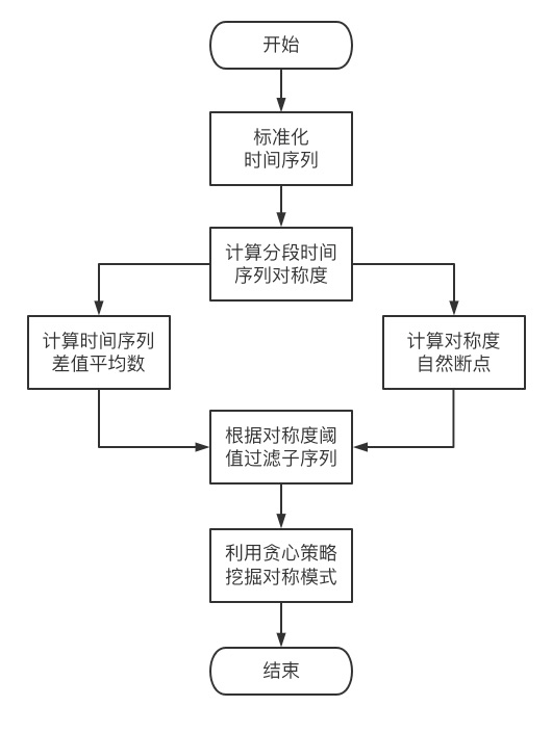 开始
标准化
时间序列
计算分段时间
序列对称度
计算时间序列
差值平均数
计算对称度
自然断点
根据对称度阈
值过滤子序列
利用贪心策略
挖掘对称模式
结束